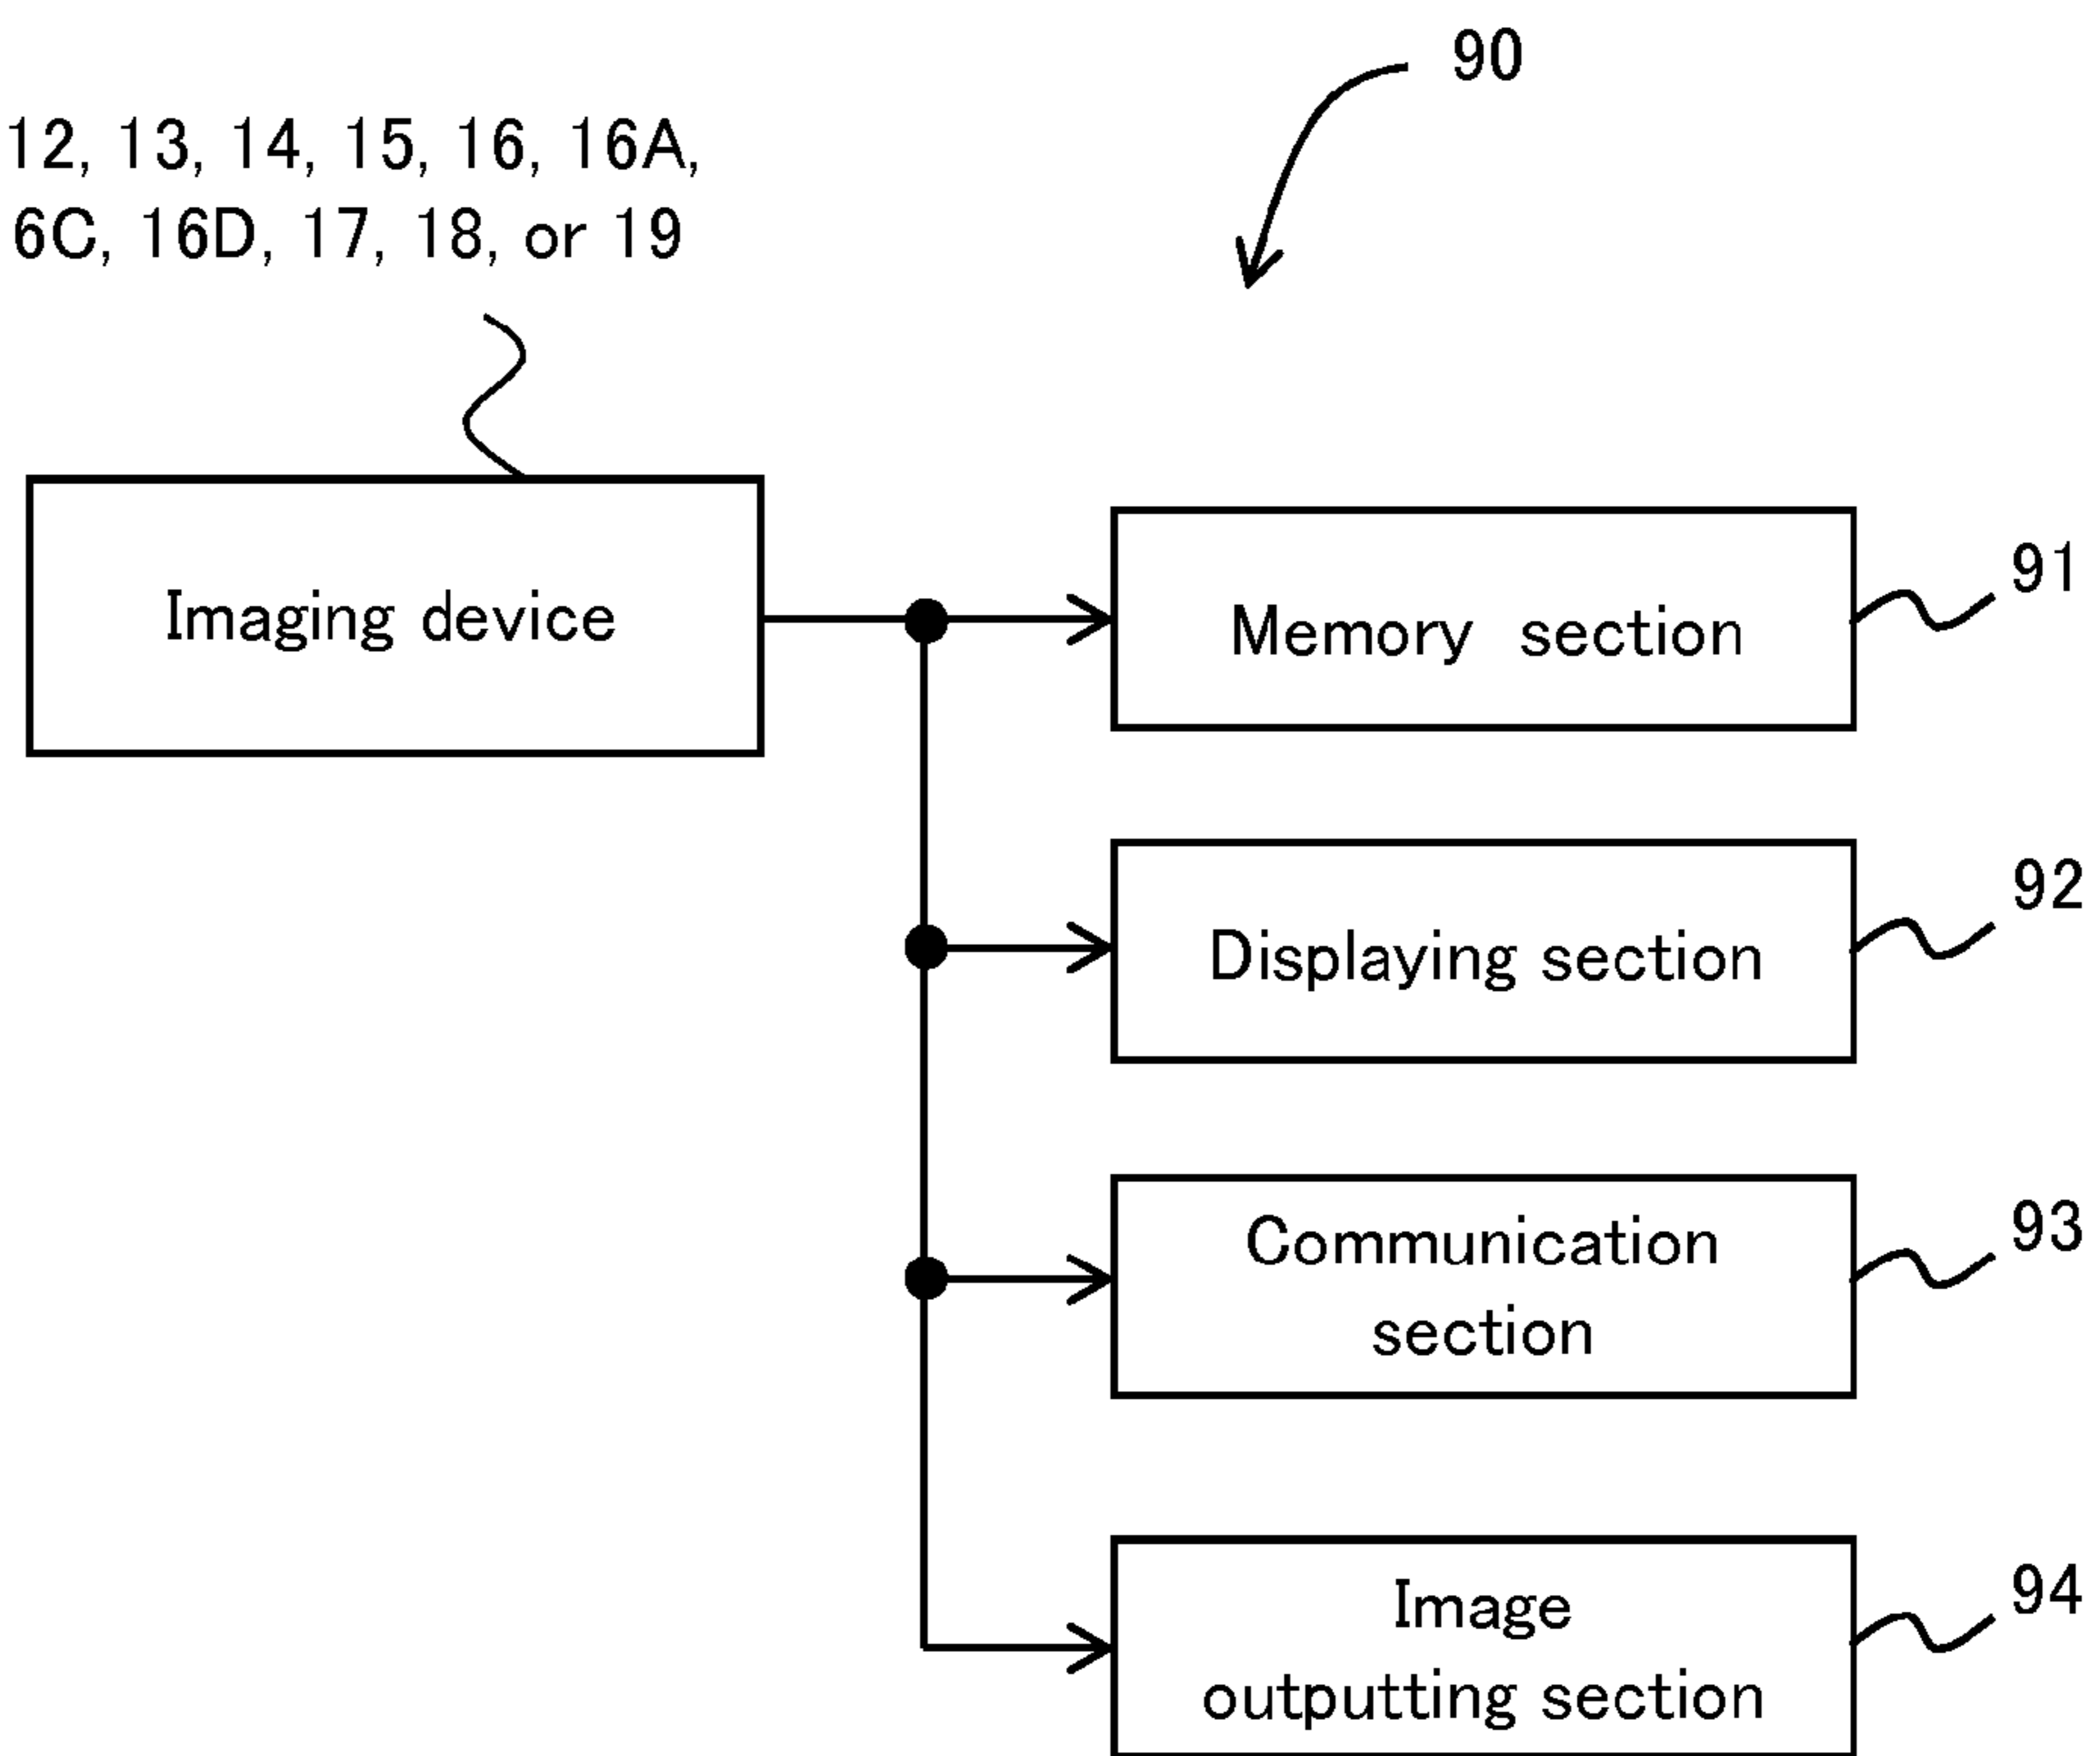 90
12, 13, 14, 15, 16, 16A,
6C, 16D, 17, 18, or 19
Imaging device
Memory section
91
Displaying section
92
Communication
section
93
Image
outputting section
94